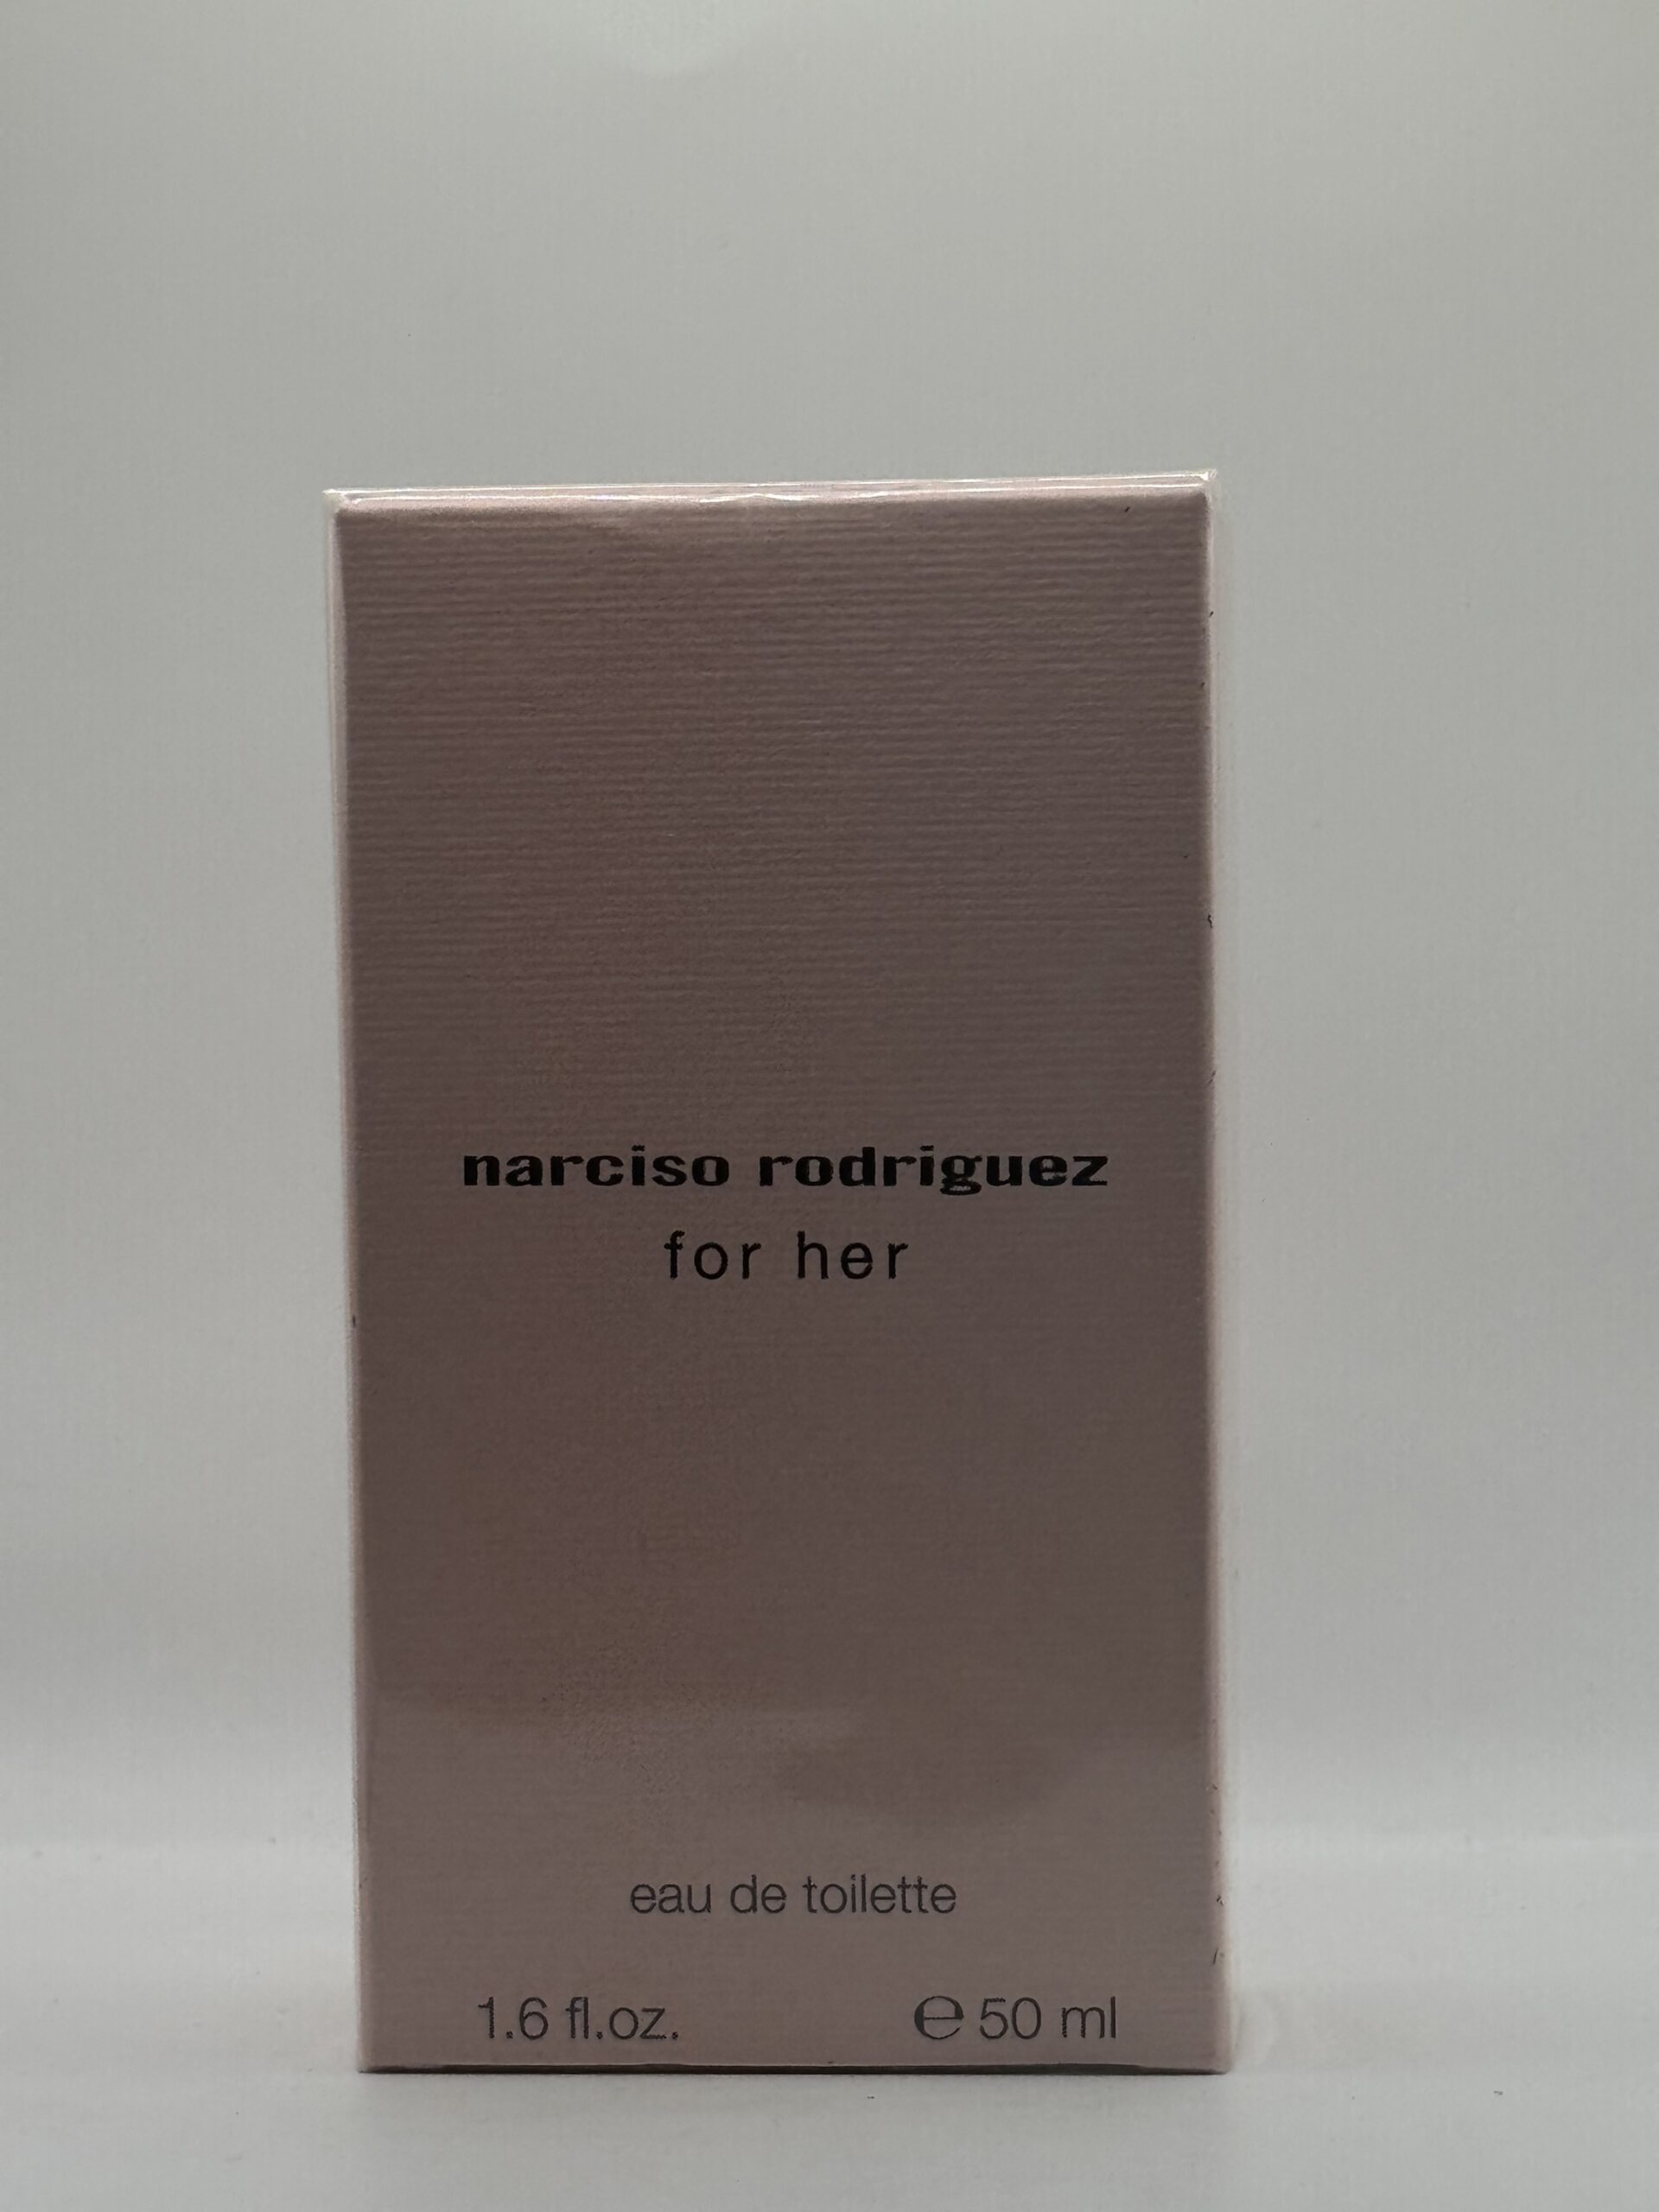 narciso rodriguez
for her
eau de toilette
1.6 fl.oz. ℮ 50 ml